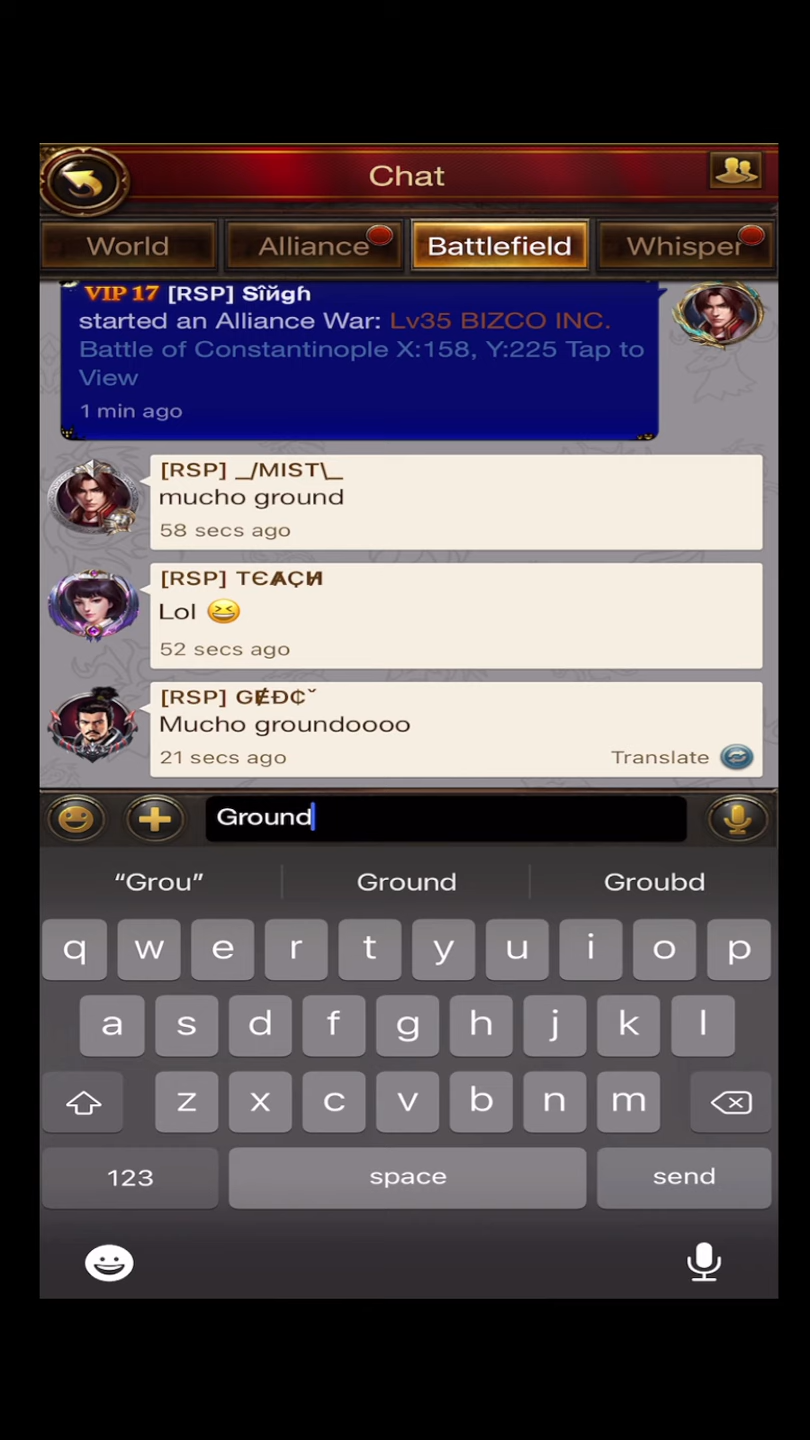 Chat
World
Alliance
Battlefield
Whisper
VIP 17 [RSP] Sîйgɦ
started an Alliance War: Lv35 BIZCO INC.
Battle of Constantinople X:158, Y:225 Tap to
View
1 min ago
[RSP] _/MIST\_
mucho ground
58 secs ago
[RSP] TЄȺÇꞤ
Lol 😆
52 secs ago
[RSP] GɆĐ₵ˇ
Mucho groundoooo
21 secs ago
Translate
Ground
“Grou”
Ground
Groubd
q w e r t y u i o p
a s d f g h j k l
z x c v b n m
123
space
send